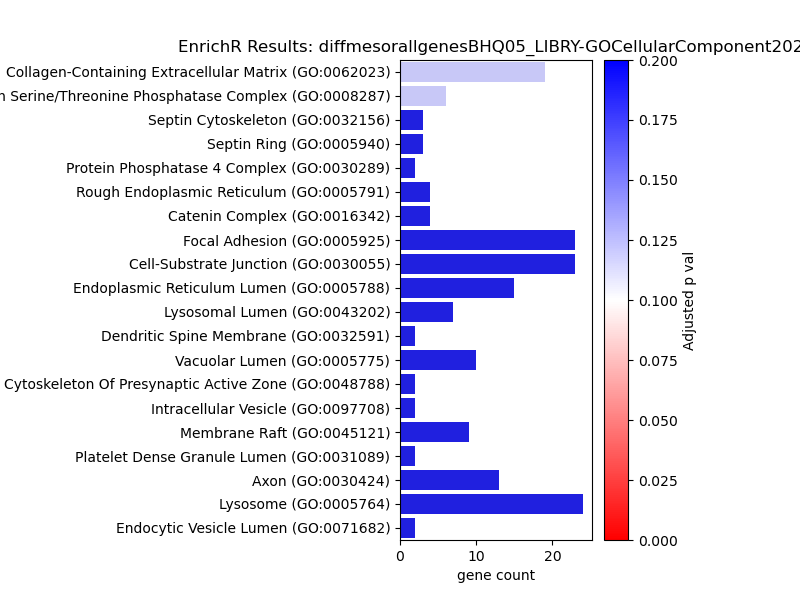 EnrichR Results: diffmesorallgenesBHQ05_LIBRY-GOCellularComponent202
Collagen-Containing Extracellular Matrix (GO:0062023)
Serine/Threonine Phosphatase Complex (GO:0008287)
Septin Cytoskeleton (GO:0032156)
Septin Ring (GO:0005940)
Protein Phosphatase 4 Complex (GO:0030289)
Rough Endoplasmic Reticulum (GO:0005791)
Catenin Complex (GO:0016342)
Focal Adhesion (GO:0005925)
Cell-Substrate Junction (GO:0030055)
Endoplasmic Reticulum Lumen (GO:0005788)
Lysosomal Lumen (GO:0043202)
Dendritic Spine Membrane (GO:0032591)
Vacuolar Lumen (GO:0005775)
Cytoskeleton Of Presynaptic Active Zone (GO:0048788)
Intracellular Vesicle (GO:0097708)
Membrane Raft (GO:0045121)
Platelet Dense Granule Lumen (GO:0031089)
Axon (GO:0030424)
Lysosome (GO:0005764)
Endocytic Vesicle Lumen (GO:0071682)
0 10 20
gene count
0.200
0.175
0.150
0.125
0.100
0.075
0.050
0.025
0.000
Adjusted p val